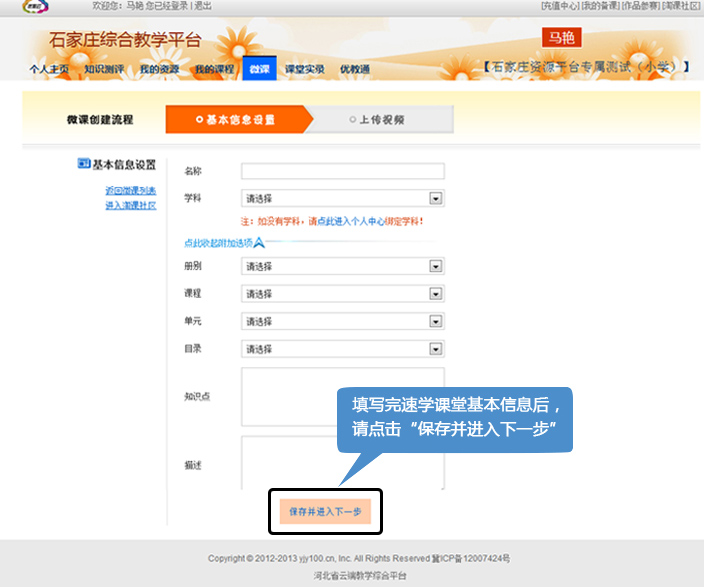 欢迎您：马艳 您已经登录 | 退出
[充值中心] [我的备课] [作品参赛] [淘课社区]
石家庄综合教学平台
马艳
个人主页 知识测评 我的资源 我的课程 微课 课堂实录 优教通
【石家庄资源平台专属测试（小学）】
微课创建流程
基本信息设置
上传视频
基本信息设置
返回微课列表
进入淘课社区
名称
学科 请选择
注：如没有学科，请点此进入个人中心绑定学科！
点此收起附加选项
册别 请选择
课程 请选择
单元 请选择
目录 请选择
知识点
填写完速学课堂基本信息后，
请点击“保存并进入下一步”
描述
保存并进入下一步
Copyright © 2012-2013 yjy100.cn, Inc. All Rights Reserved 冀ICP备12007424号
河北省云端教学综合平台